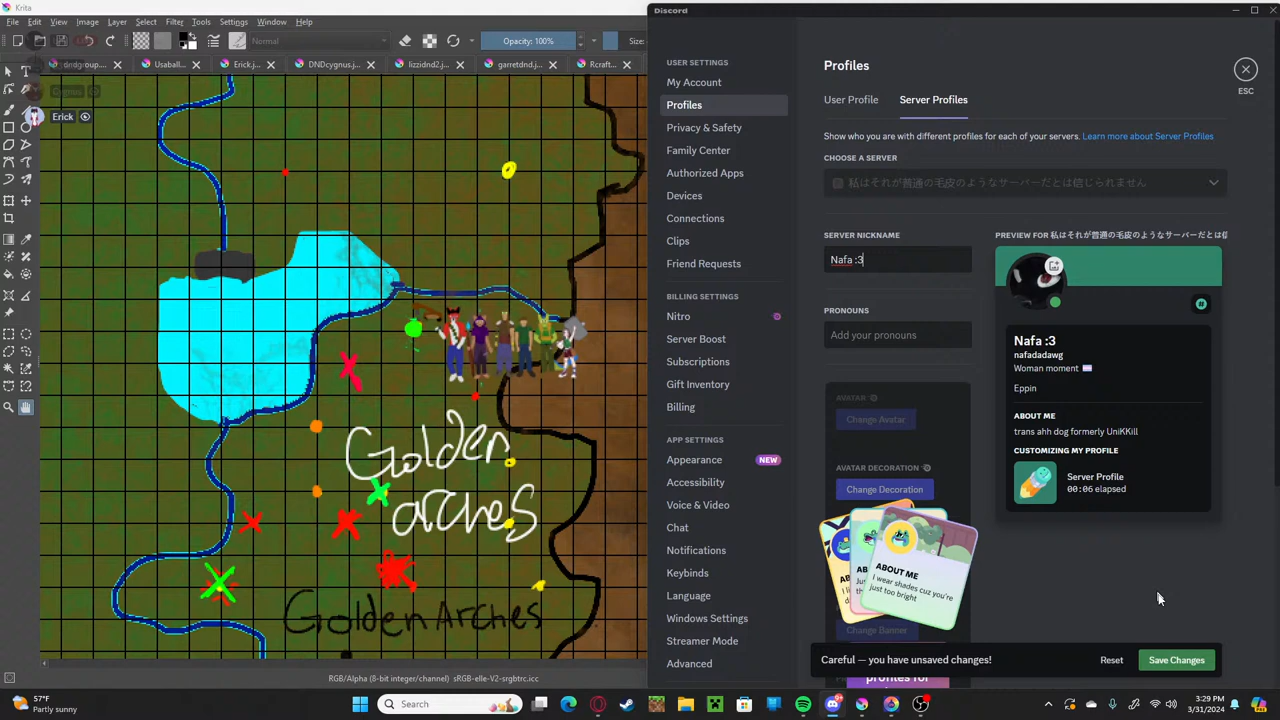 Krita
File Edit View Image Layer Select Filter Tools Settings Window Help
Normal
Opacity: 100%
Size:
Usaball...
Erick.j...
DNDcygnus.j...
lizzidnd2.j...
garretdnd.j...
Rcraft...
Cygnus
Erick
Golden
arches
Golden Arches
RGB/Alpha (8-bit integer/channel) sRGB-elle-V2-srgbtrc.icc
Discord
USER SETTINGS
My Account
Profiles
Privacy & Safety
Family Center
Authorized Apps
Devices
Connections
Clips
Friend Requests
BILLING SETTINGS
Nitro
Server Boost
Subscriptions
Gift Inventory
Billing
APP SETTINGS
Appearance NEW
Accessibility
Voice & Video
Chat
Notifications
Keybinds
Language
Windows Settings
Streamer Mode
Advanced
Profiles
ESC
User Profile Server Profiles
Show who you are with different profiles for each of your servers. Learn more about Server Profiles
CHOOSE A SERVER
私はそれが普通の毛皮のようなサーバーだとは信じられません
SERVER NICKNAME
Nafa :3
PRONOUNS
Add your pronouns
AVATAR
Change Avatar
AVATAR DECORATION
Change Decoration
ABOUT ME
I wear shades cuz you're
just too bright
Change Banner
profiles for
PREVIEW FOR 私はそれが普通の毛皮のようなサーバーだとは信
Nafa :3
nafadadawg
Woman moment
Eppin
ABOUT ME
trans ahh dog formerly UniKKill
CUSTOMIZING MY PROFILE
Server Profile
00:06 elapsed
Careful — you have unsaved changes!
Reset
Save Changes
57°F
Partly sunny
Search
3:29 PM
3/31/2024